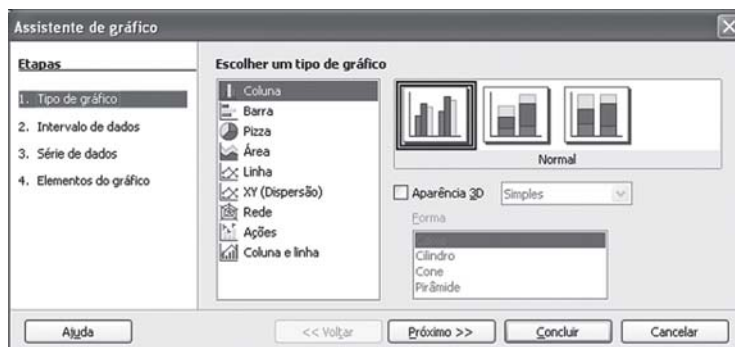 Assistente de gráfico
Etapas
1. Tipo de gráfico
2. Intervalo de dados
3. Série de dados
4. Elementos do gráfico
Escolher um tipo de gráfico
Coluna
Barra
Pizza
Área
Linha
XY (Dispersão)
Rede
Ações
Coluna e linha
Normal
Aparência 3D
Simples
Forma
Cilindro
Cone
Pirâmide
Ajuda
<< Voltar
Próximo >>
Concluir
Cancelar